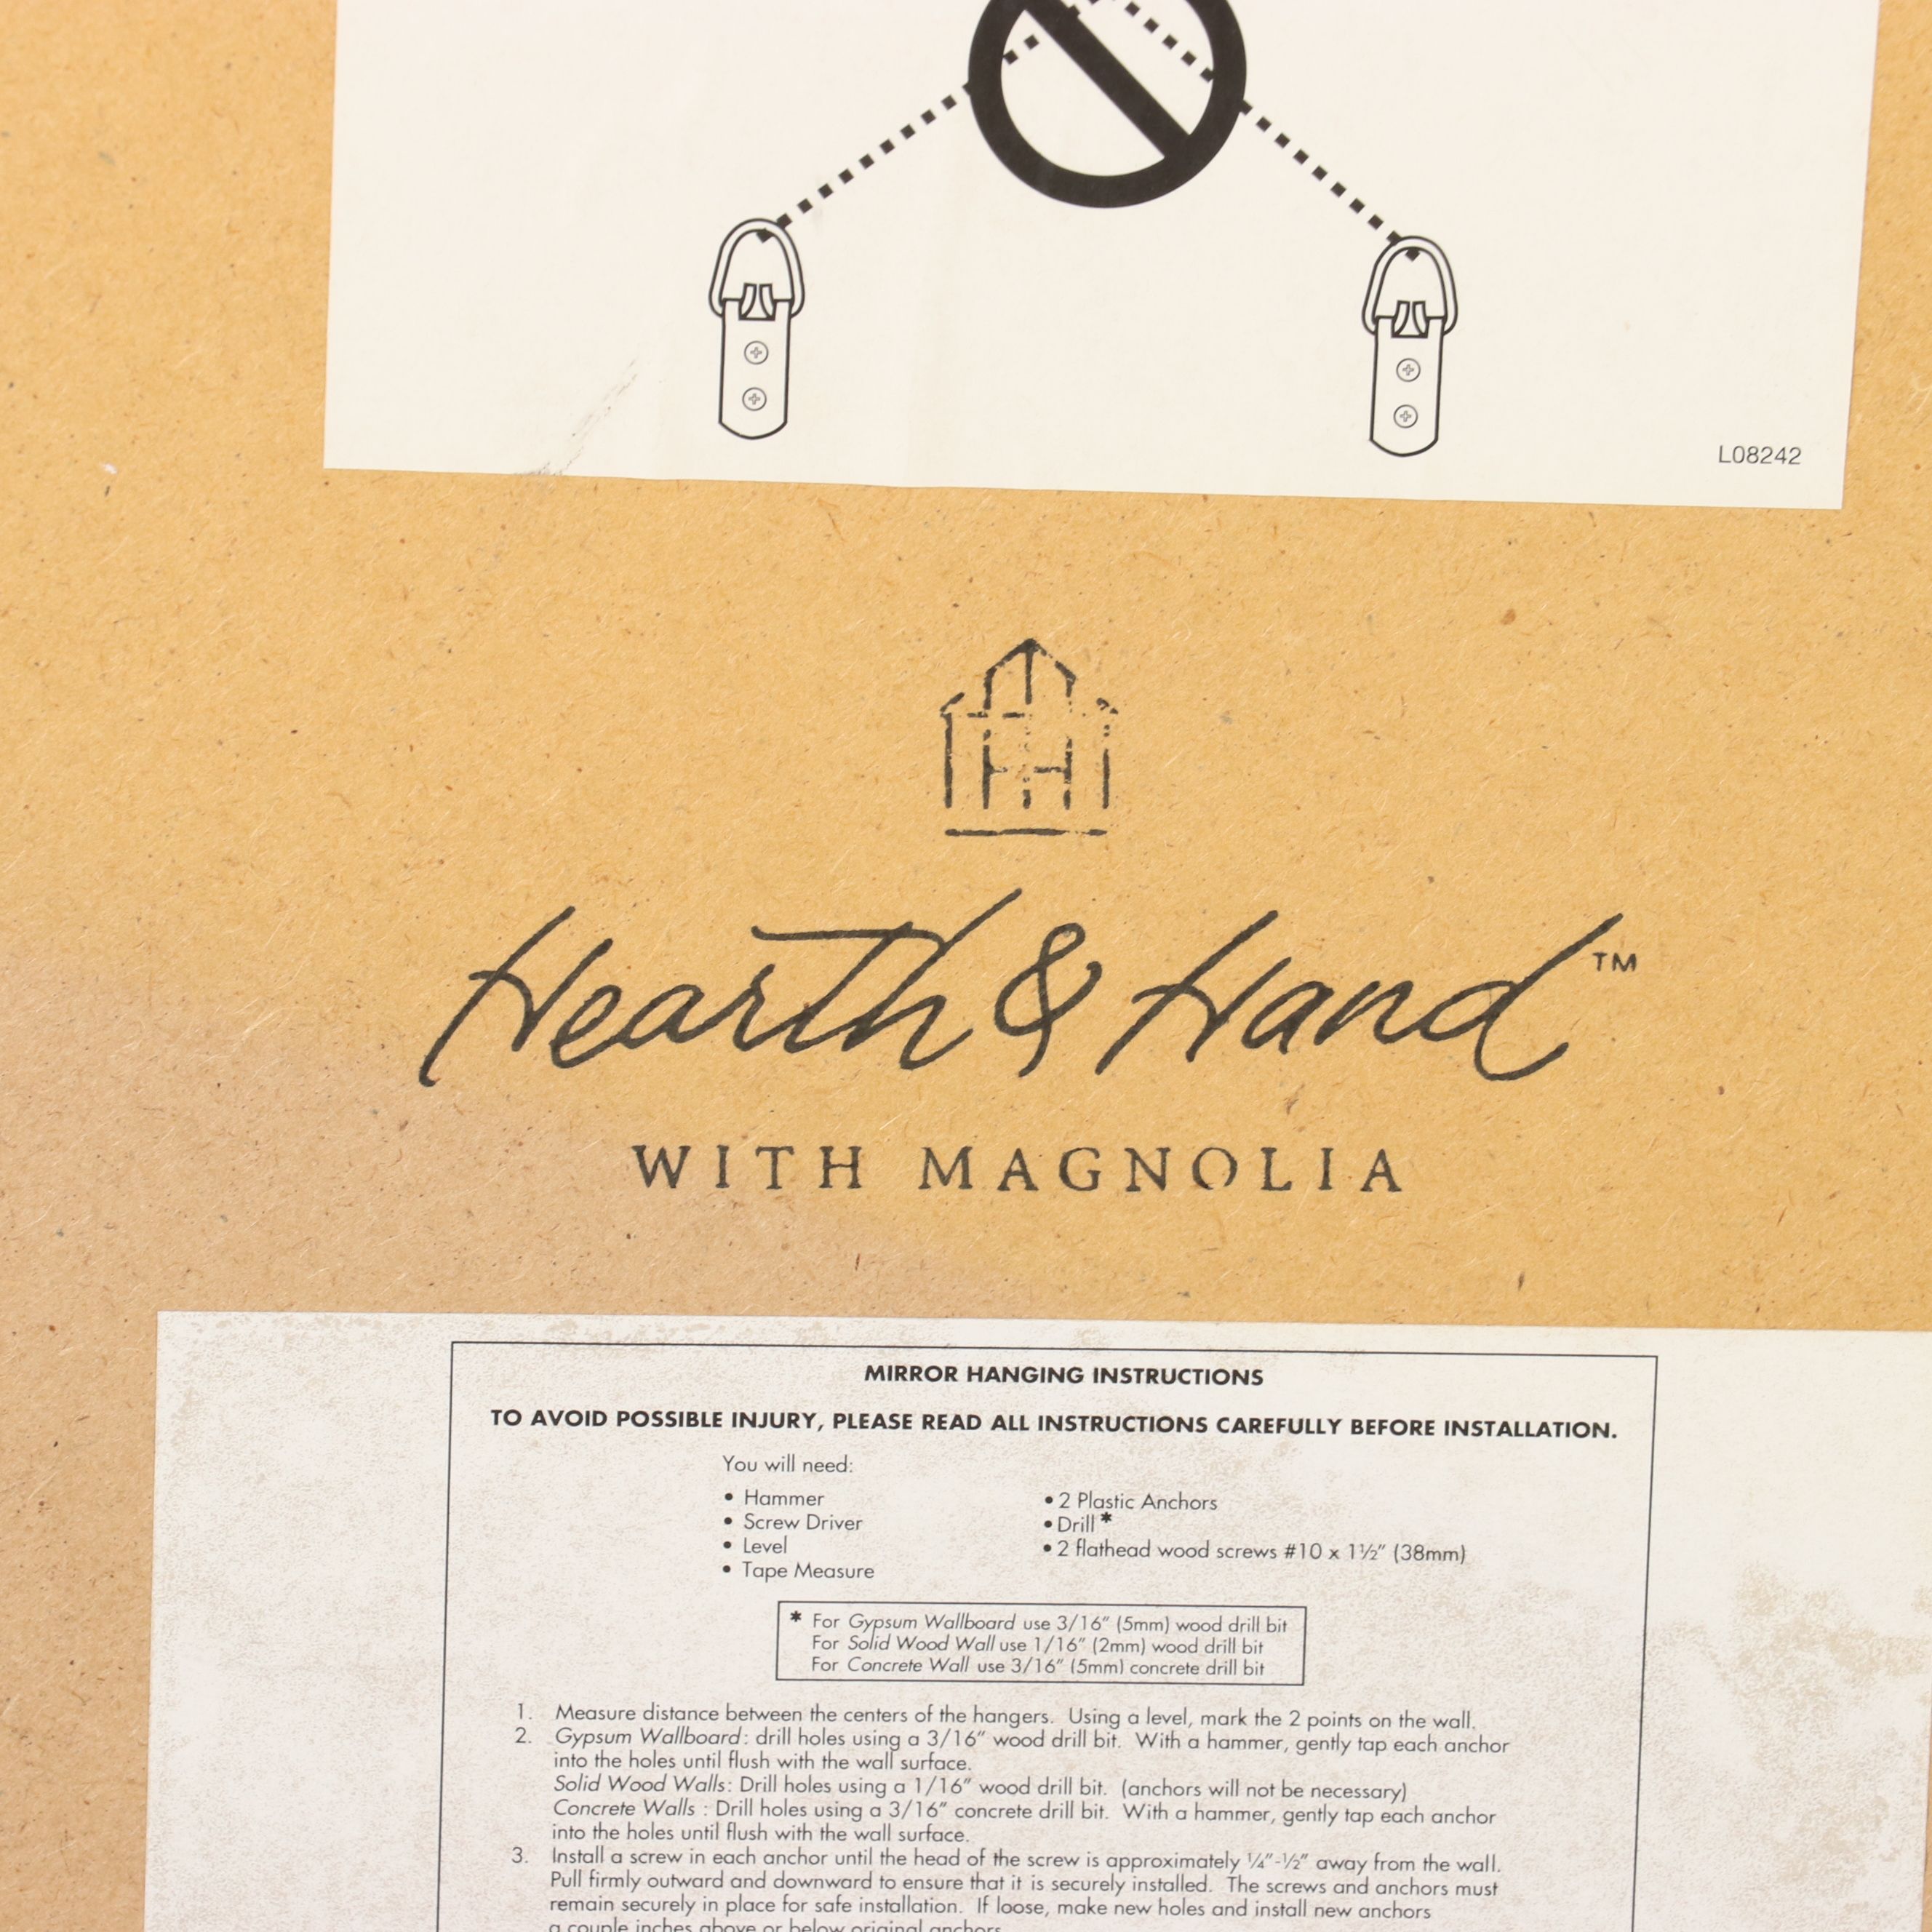 L08242
Hearth & Hand™
WITH MAGNOLIA
MIRROR HANGING INSTRUCTIONS
TO AVOID POSSIBLE INJURY, PLEASE READ ALL INSTRUCTIONS CAREFULLY BEFORE INSTALLATION.
You will need:
• Hammer
• Screw Driver
• Level
• Tape Measure
• 2 Plastic Anchors
• Drill*
• 2 flathead wood screws #10 x 1½" (38mm)
* For Gypsum Wallboard use 3/16" (5mm) wood drill bit
For Solid Wood Wall use 1/16" (2mm) wood drill bit
For Concrete Wall use 3/16" (5mm) concrete drill bit
1. Measure distance between the centers of the hangers. Using a level, mark the 2 points on the wall.
2. Gypsum Wallboard: drill holes using a 3/16" wood drill bit. With a hammer, gently tap each anchor
into the holes until flush with the wall surface.
Solid Wood Walls: Drill holes using a 1/16" wood drill bit. (anchors will not be necessary)
Concrete Walls : Drill holes using a 3/16" concrete drill bit. With a hammer, gently tap each anchor
into the holes until flush with the wall surface.
3. Install a screw in each anchor until the head of the screw is approximately ¼"-½" away from the wall.
Pull firmly outward and downward to ensure that it is securely installed. The screws and anchors must
remain securely in place for safe installation. If loose, make new holes and install new anchors
a couple inches above or below original anchors.